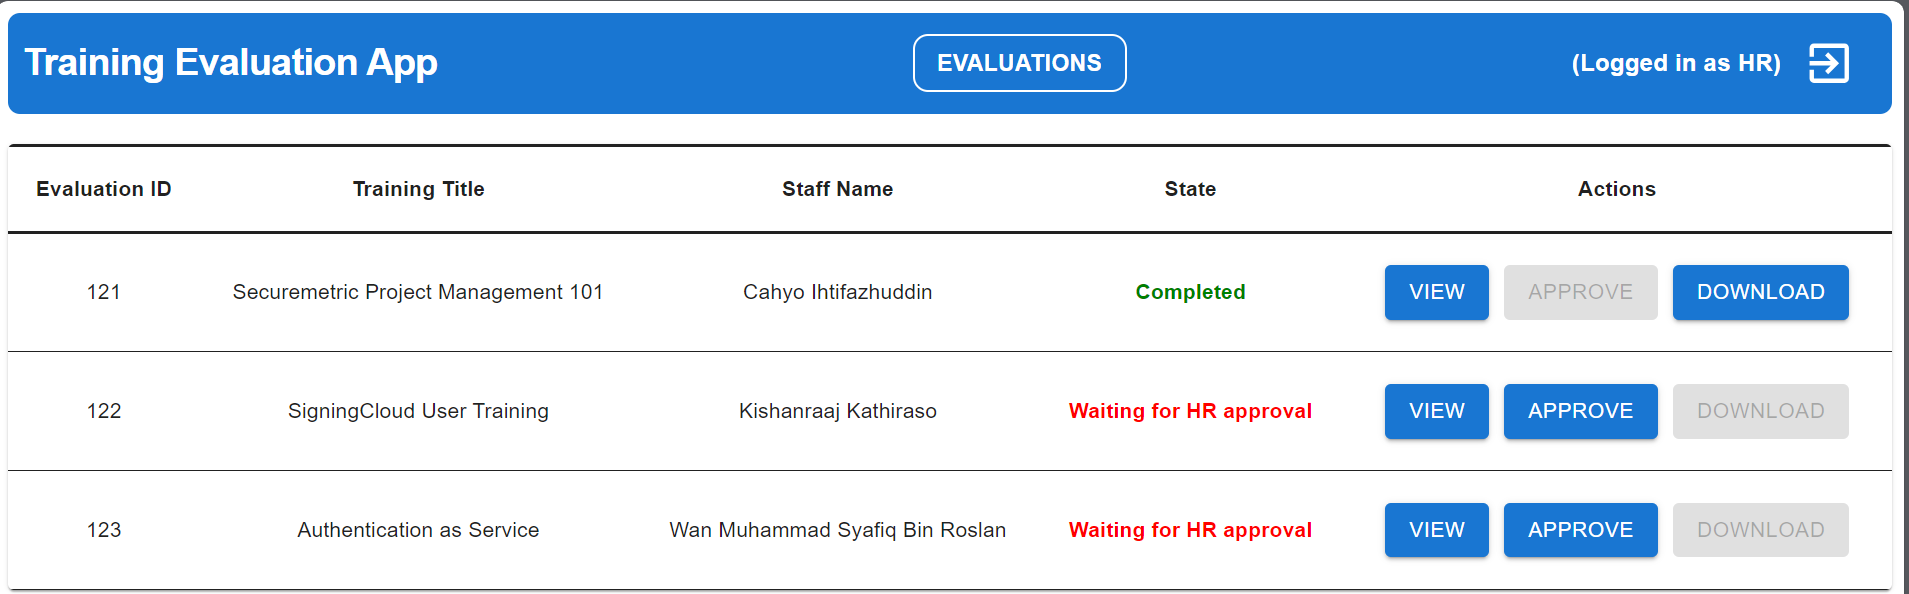 Training Evaluation App EVALUATIONS (Logged in as HR)
Evaluation ID Training Title Staff Name State Actions
121 Securemetric Project Management 101 Cahyo Ihtifazhuddin Completed VIEW APPROVE DOWNLOAD
122 SigningCloud User Training Kishanraaj Kathiraso Waiting for HR approval VIEW APPROVE DOWNLOAD
123 Authentication as Service Wan Muhammad Syafiq Bin Roslan Waiting for HR approval VIEW APPROVE DOWNLOAD